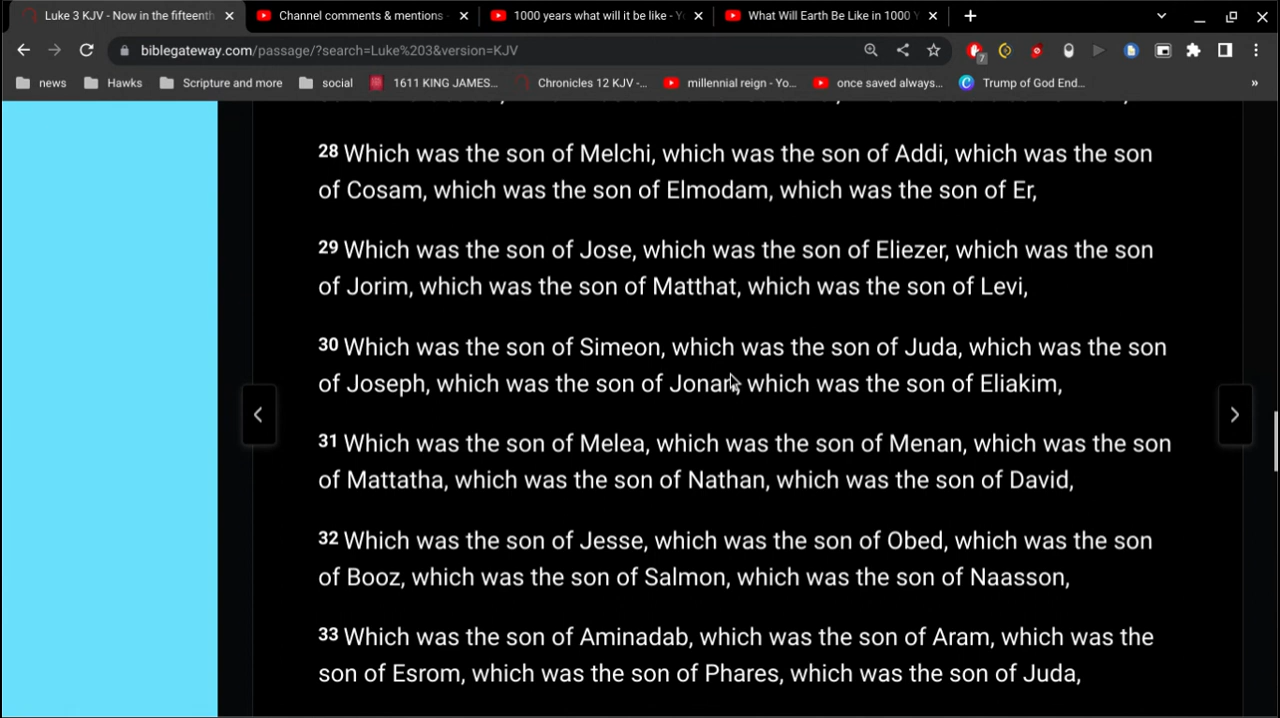 Luke 3 KJV - Now in the fifteenth
Channel comments & mentions
1000 years what will it be like - Yo
What Will Earth Be Like in 1000 Y
biblegateway.com/passage/?search=Luke%203&version=KJV
7
news
Hawks
Scripture and more
social
1611 KING JAMES...
Chronicles 12 KJV -...
millennial reign - Yo...
once saved always...
Trump of God End...
28 Which was the son of Melchi, which was the son of Addi, which was the son
of Cosam, which was the son of Elmodam, which was the son of Er,
29 Which was the son of Jose, which was the son of Eliezer, which was the son
of Jorim, which was the son of Matthat, which was the son of Levi,
30 Which was the son of Simeon, which was the son of Juda, which was the son
of Joseph, which was the son of Jonan, which was the son of Eliakim,
31 Which was the son of Melea, which was the son of Menan, which was the son
of Mattatha, which was the son of Nathan, which was the son of David,
32 Which was the son of Jesse, which was the son of Obed, which was the son
of Booz, which was the son of Salmon, which was the son of Naasson,
33 Which was the son of Aminadab, which was the son of Aram, which was the
son of Esrom, which was the son of Phares, which was the son of Juda,